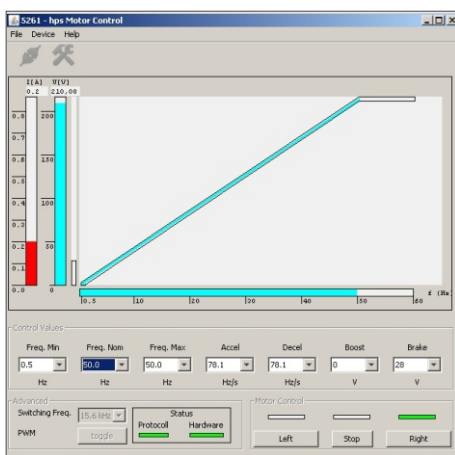 5261 - hps Motor Control
File Device Help
I[A] U[V]
0.2 210,00
0.8 200
0.7
0.6 150
0.5
0.4 100
0.3
0.2 50
0.1
0.0 0
f (Hz)
0.5 10 20 30 40 50 60
Control Values
Freq. Min Freq. Nom Freq. Max Accel Decel Boost Brake
0.5 50.0 50.0 78.1 78.1 0 28
Hz Hz Hz Hz/s Hz/s V V
Advanced Motor Control
Switching Freq. 15.6 kHz Status
Protocoll Hardware
PWM toggle Left Stop Right